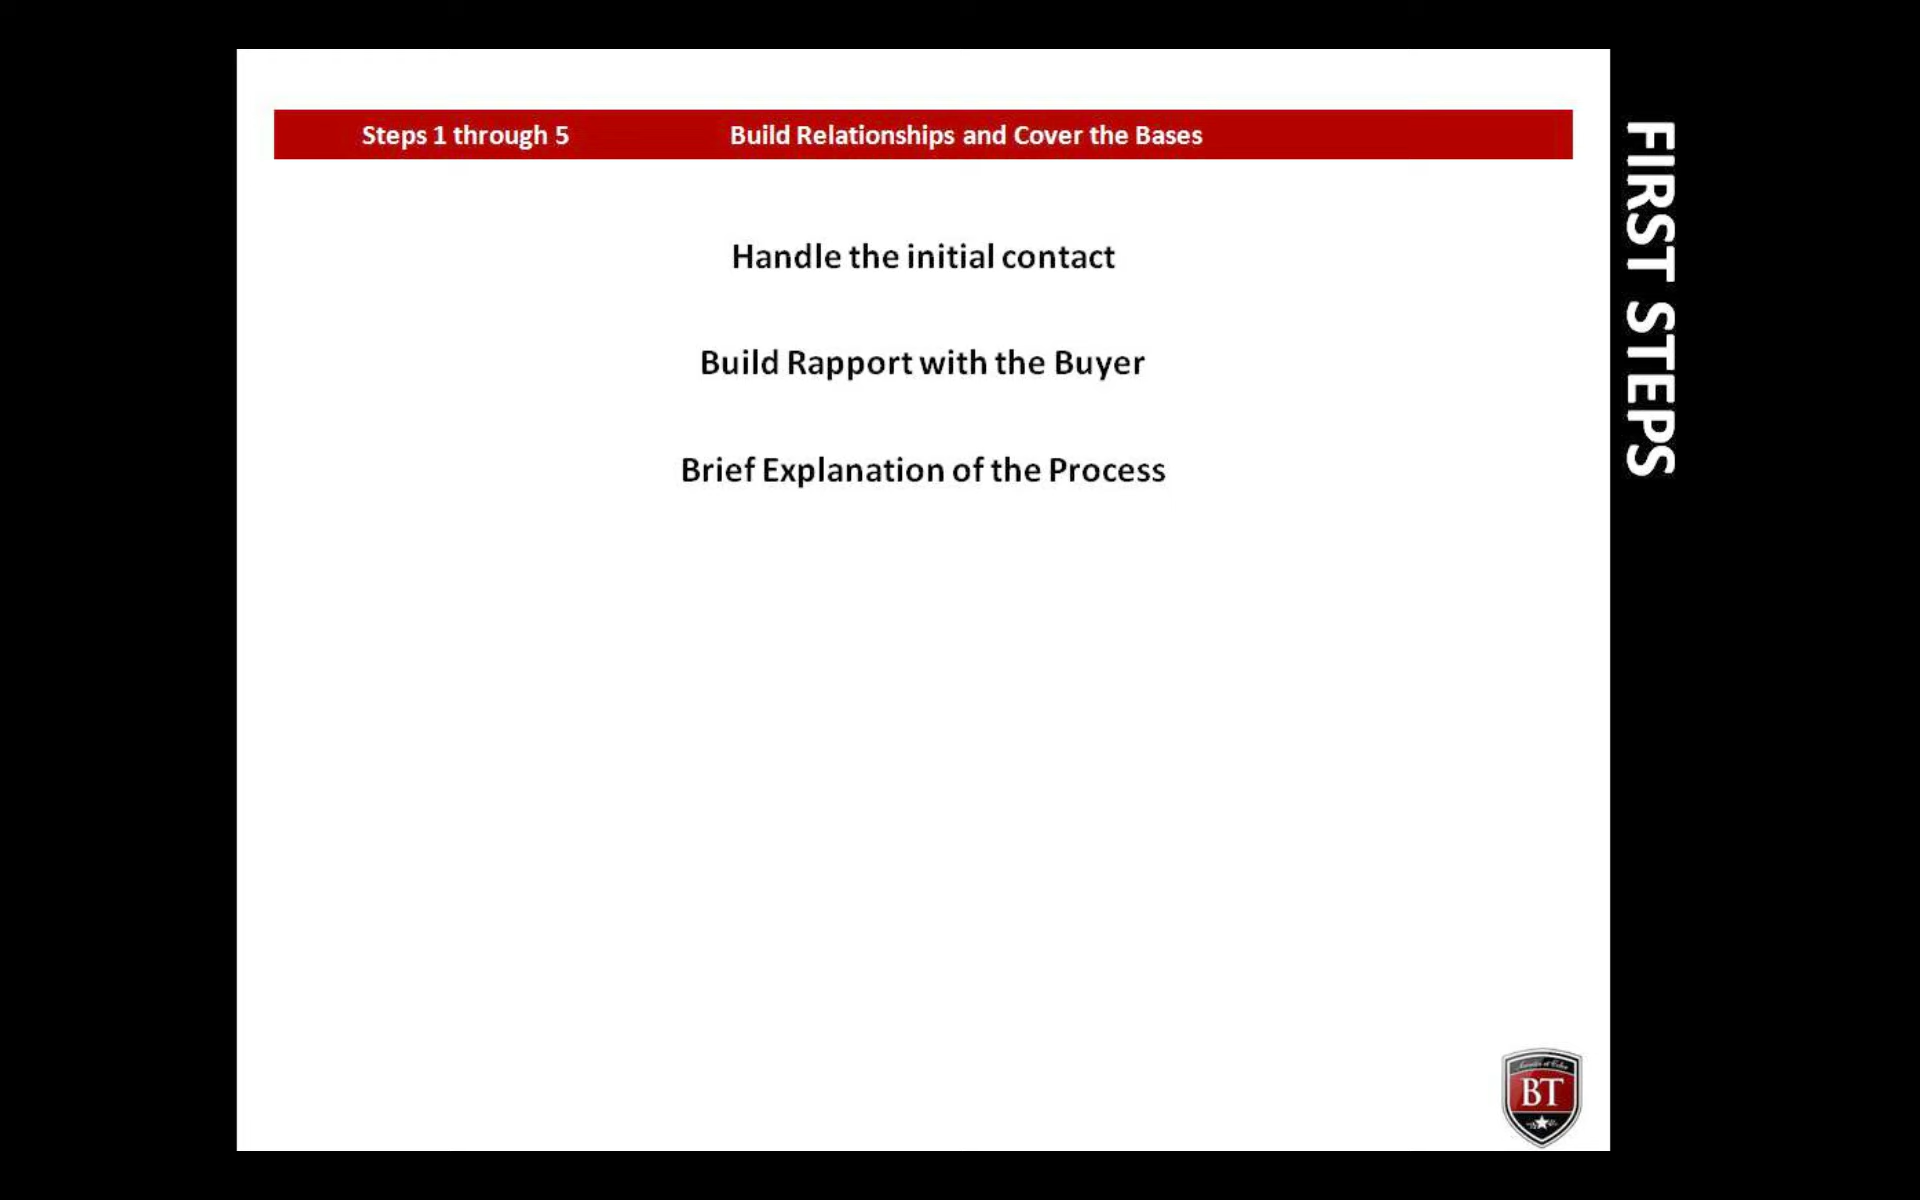 Steps 1 through 5 Build Relationships and Cover the Bases
Handle the initial contact
Build Rapport with the Buyer
Brief Explanation of the Process
FIRST STEPS
BT